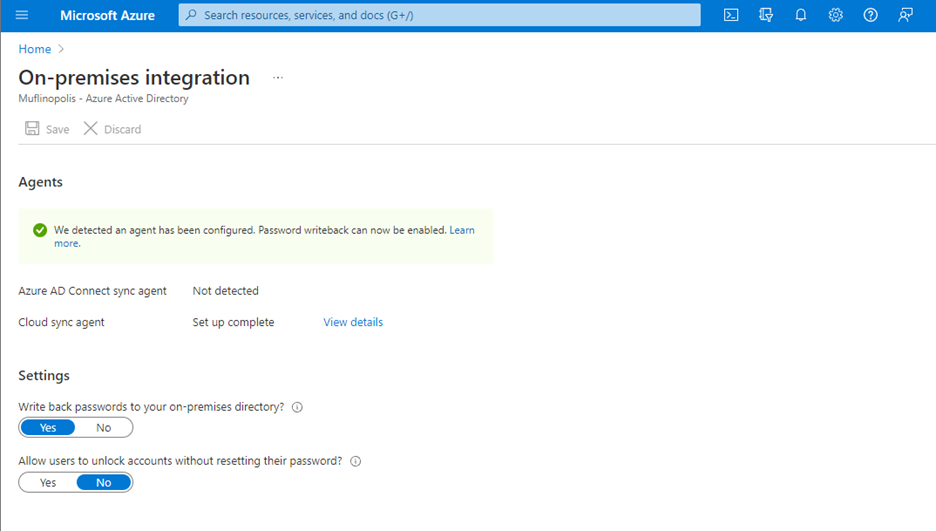 Microsoft Azure
Search resources, services, and docs (G+/)
Home
On-premises integration
...
Muflinopolis - Azure Active Directory
Save
Discard
Agents
We detected an agent has been configured. Password writeback can now be enabled. Learn
more.
Azure AD Connect sync agent Not detected
Cloud sync agent Set up complete View details
Settings
Write back passwords to your on-premises directory?
Yes No
Allow users to unlock accounts without resetting their password?
Yes No